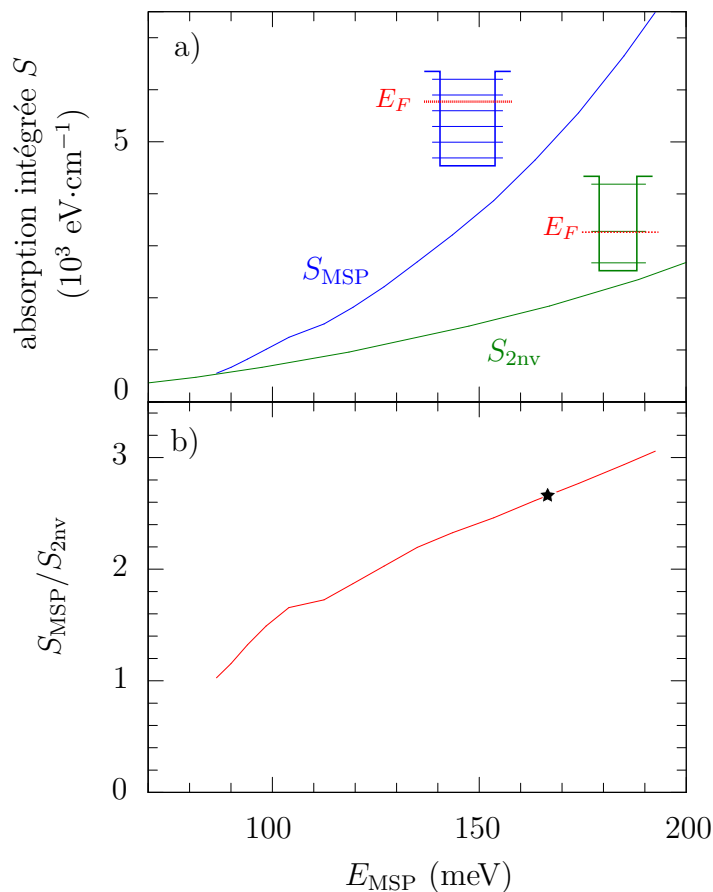 a)
absorption intégrée S
(10³ eV·cm⁻¹)
5
0
E_F
E_F
S_MSP
S_2nv
b)
S_MSP/S_2nv
3
2
1
0
100
150
200
E_MSP (meV)